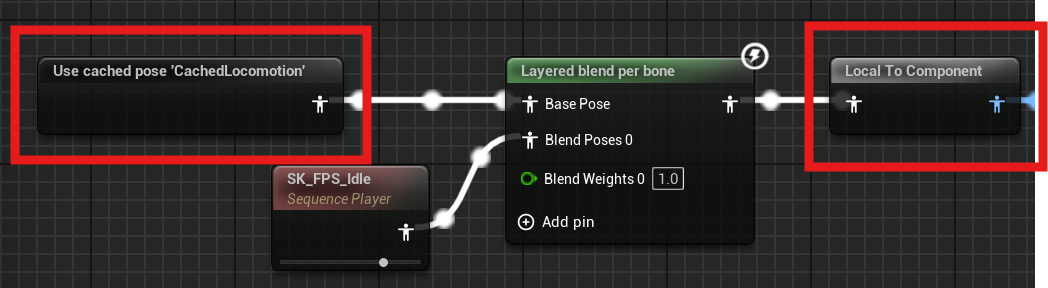 Use cached pose 'CachedLocomotion'
Layered blend per bone
Local To Component
Base Pose
Blend Poses 0
SK_FPS_Idle
Sequence Player
Blend Weights 0 1.0
Add pin